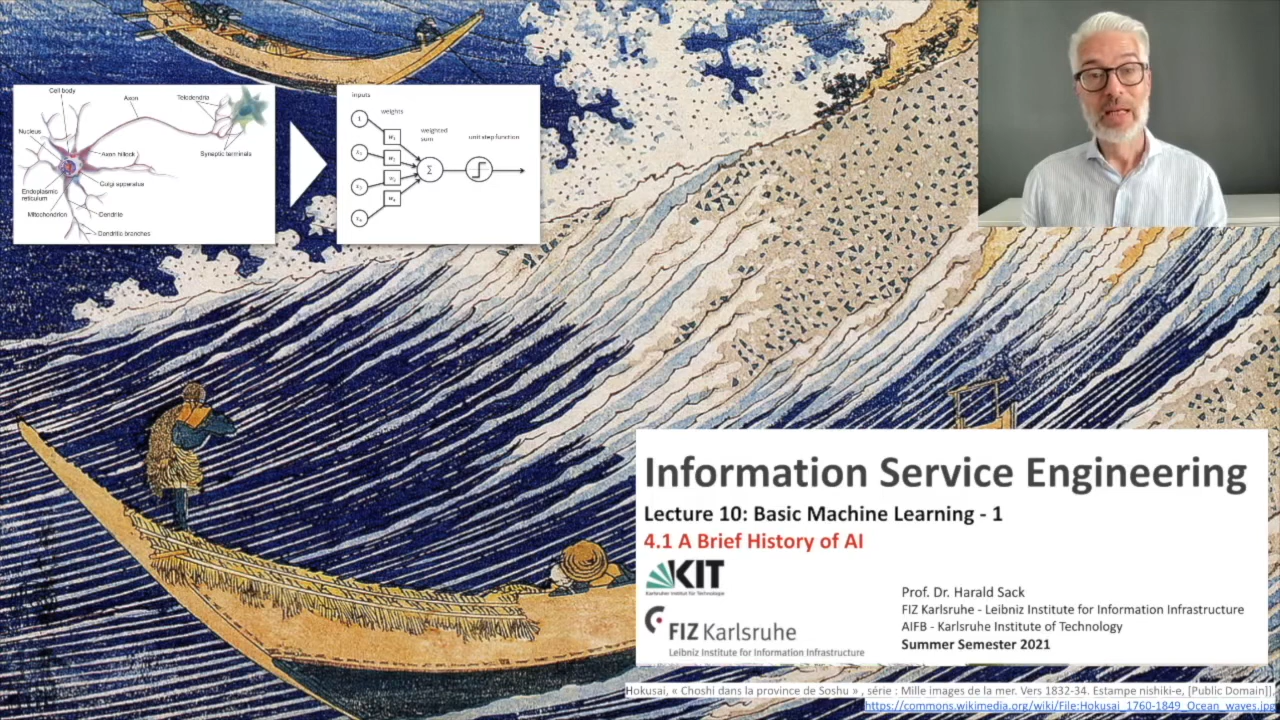 Cell body
Axon
Telodendria
Nucleus
Axon hillock
Synaptic terminals
Endoplasmic
reticulum
Golgi apparatus
Mitochondrion
Dendrite
Dendritic branches
inputs
weights
weighted
sum
unit step function
1
Σ
Information Service Engineering
Lecture 10: Basic Machine Learning - 1
4.1 A Brief History of AI
KIT
Karlsruher Institut für Technologie
FIZ Karlsruhe
Leibniz Institute for Information Infrastructure
Prof. Dr. Harald Sack
FIZ Karlsruhe - Leibniz Institute for Information Infrastructure
AIFB - Karlsruhe Institute of Technology
Summer Semester 2021
Hokusai, « Choshi dans la province de Soshu » , série : Mille images de la mer. Vers 1832-34. Estampe nishiki-e, [Public Domain]],
https://commons.wikimedia.org/wiki/File:Hokusai_1760-1849_Ocean_waves.jpg